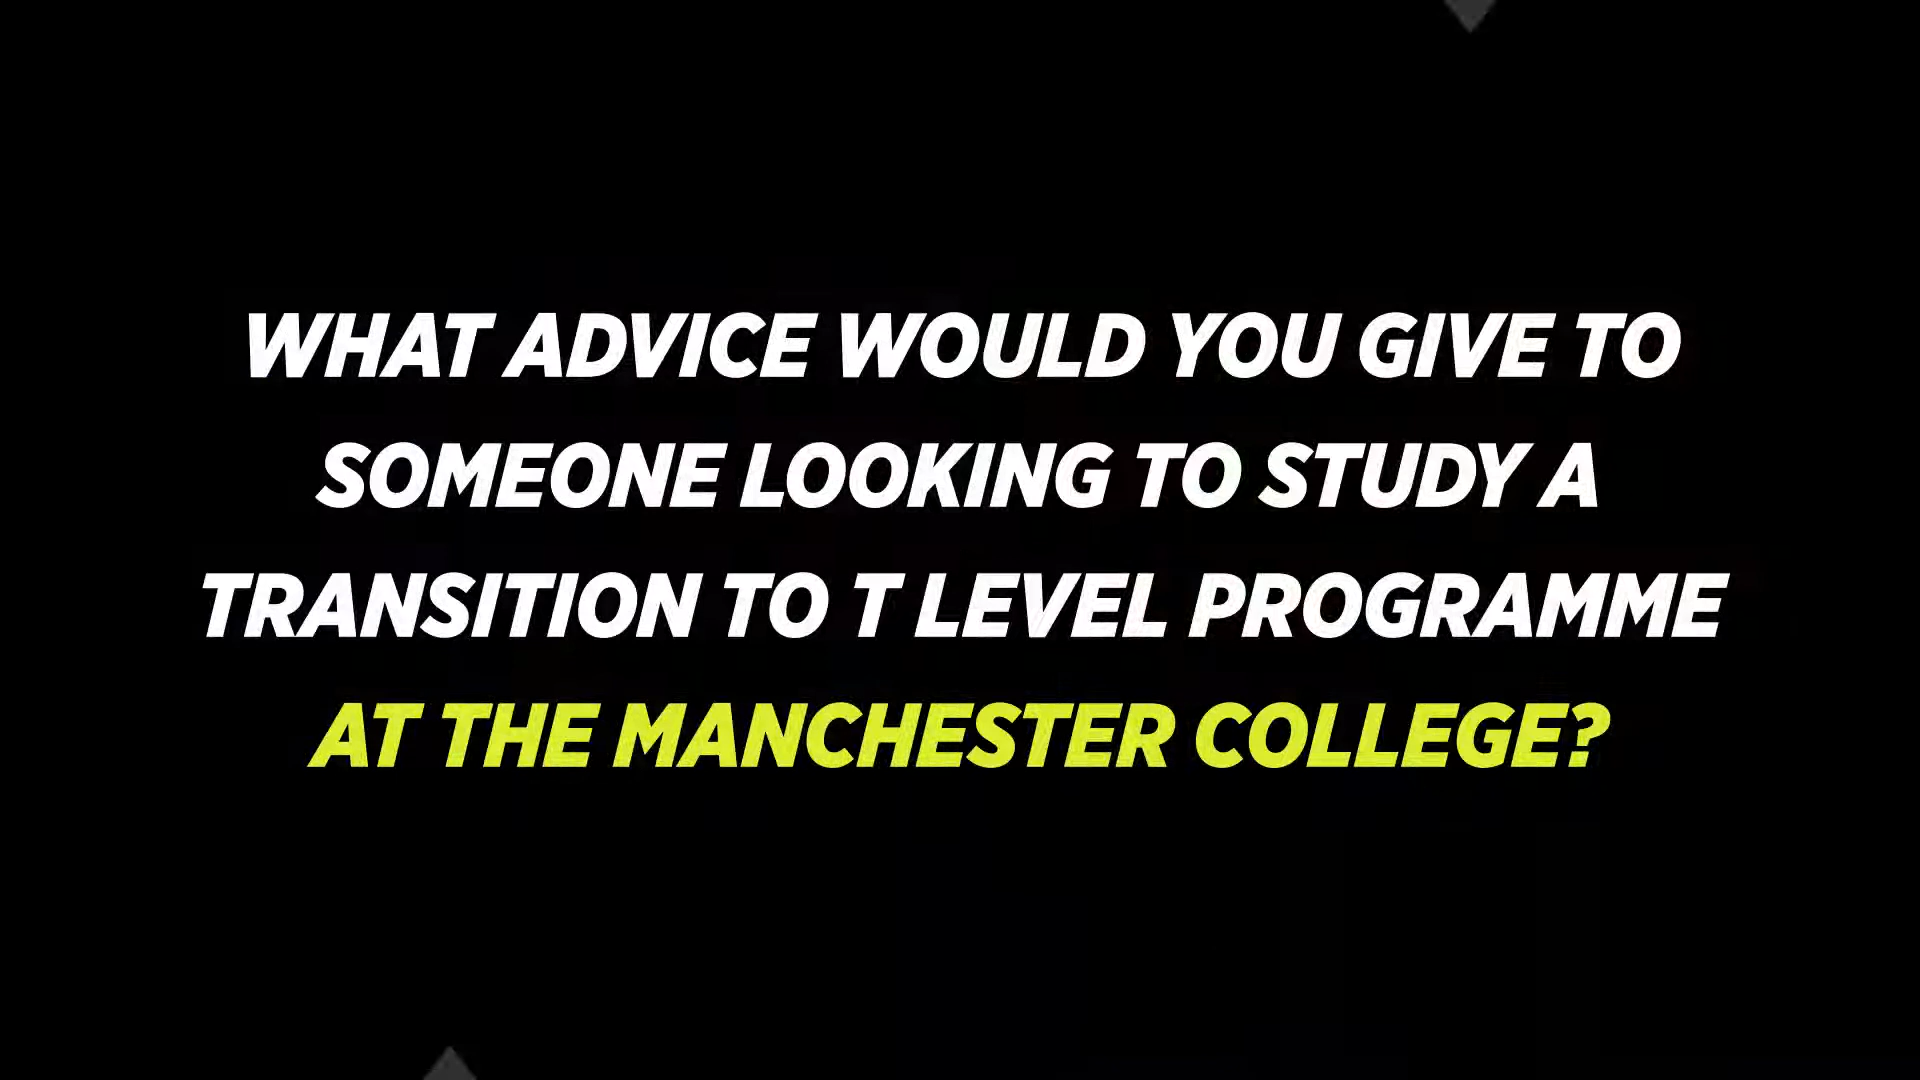 WHAT ADVICE WOULD YOU GIVE TO
SOMEONE LOOKING TO STUDY A
TRANSITION TO T LEVEL PROGRAMME
AT THE MANCHESTER COLLEGE?